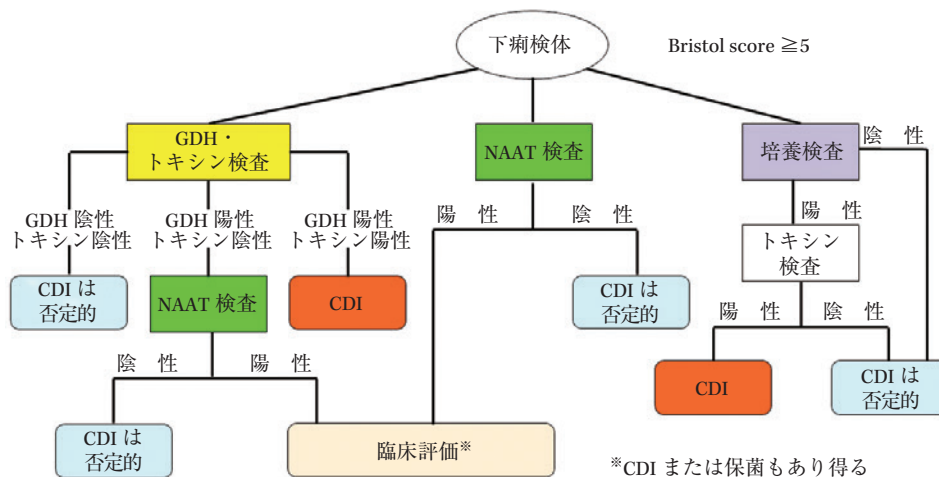 下痢検体
Bristol score ≧5
GDH・
トキシン検査
NAAT 検査
培養検査
陰 性
GDH 陰性
トキシン陰性
GDH 陽性
トキシン陰性
GDH 陽性
トキシン陽性
陽 性
陰 性
陽 性
トキシン
検査
CDI は
否定的
NAAT 検査
CDI
CDI は
否定的
陽 性
陰 性
陰 性
陽 性
CDI
CDI は
否定的
CDI は
否定的
臨床評価※
※CDI または保菌もあり得る